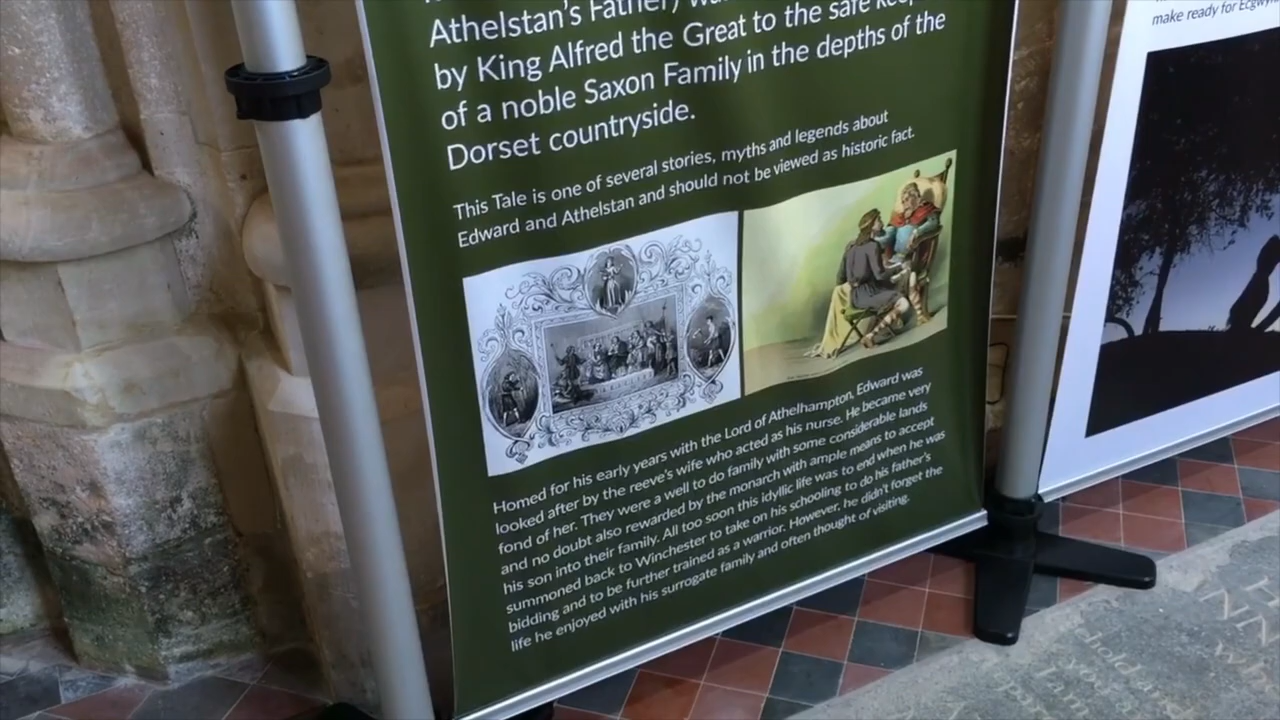 Athelstan's Father)
by King Alfred the Great to the safe
of a noble Saxon Family in the depths of the
Dorset countryside.
This Tale is one of several stories, myths and legends about
Edward and Athelstan and should not be viewed as historic fact.
Homed for his early years with the Lord of Athelhampton, Edward was
looked after by the reeve's wife who acted as his nurse. He became very
fond of her. They were a well to do family with some considerable lands
and no doubt also rewarded by the monarch with ample means to accept
his son into their family. All too soon this idyllic life was to end when he was
summoned back to Winchester to take on his schooling to do his father's
bidding and to be further trained as a warrior. However, he didn't forget the
life he enjoyed with his surrogate family and often thought of visiting.
make ready for